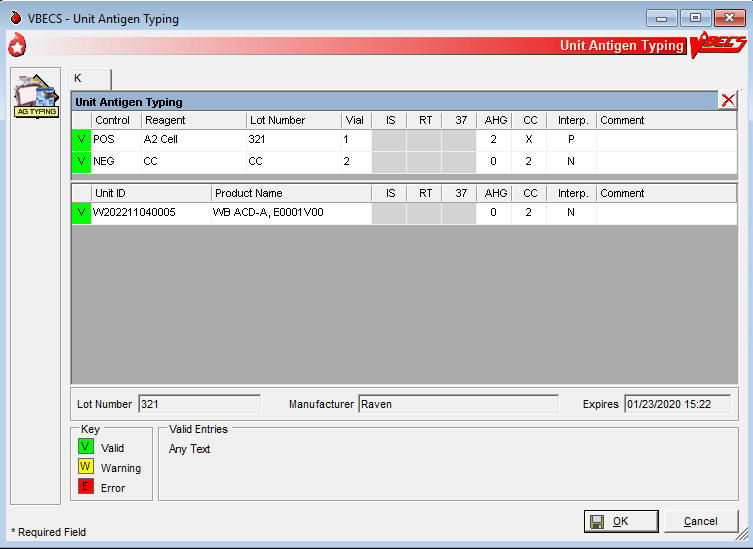 VBECS - Unit Antigen Typing
Unit Antigen Typing VBECS
AG TYPING
K
Unit Antigen Typing
Control Reagent Lot Number Vial IS RT 37 AHG CC Interp. Comment
V POS A2 Cell 321 1 2 X P
V NEG CC CC 2 0 2 N
Unit ID Product Name IS RT 37 AHG CC Interp. Comment
V W202211040005 WB ACD-A, E0001V00 0 2 N
Lot Number 321 Manufacturer Raven Expires 01/23/2020 15:22
Key Valid Entries
V Valid Any Text
W Warning
E Error
OK Cancel
* Required Field